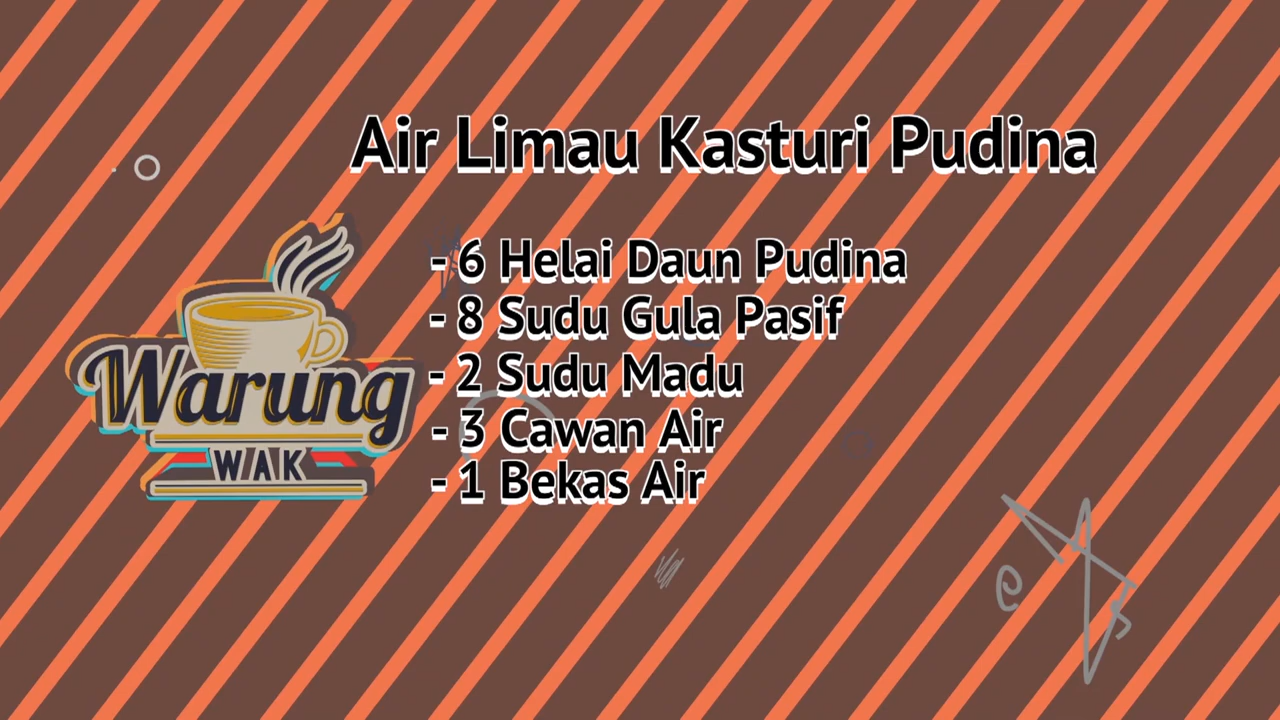 Air Limau Kasturi Pudina
- 6 Helai Daun Pudina
- 8 Sudu Gula Pasif
- 2 Sudu Madu
- 3 Cawan Air
- 1 Bekas Air
Warung
WAK